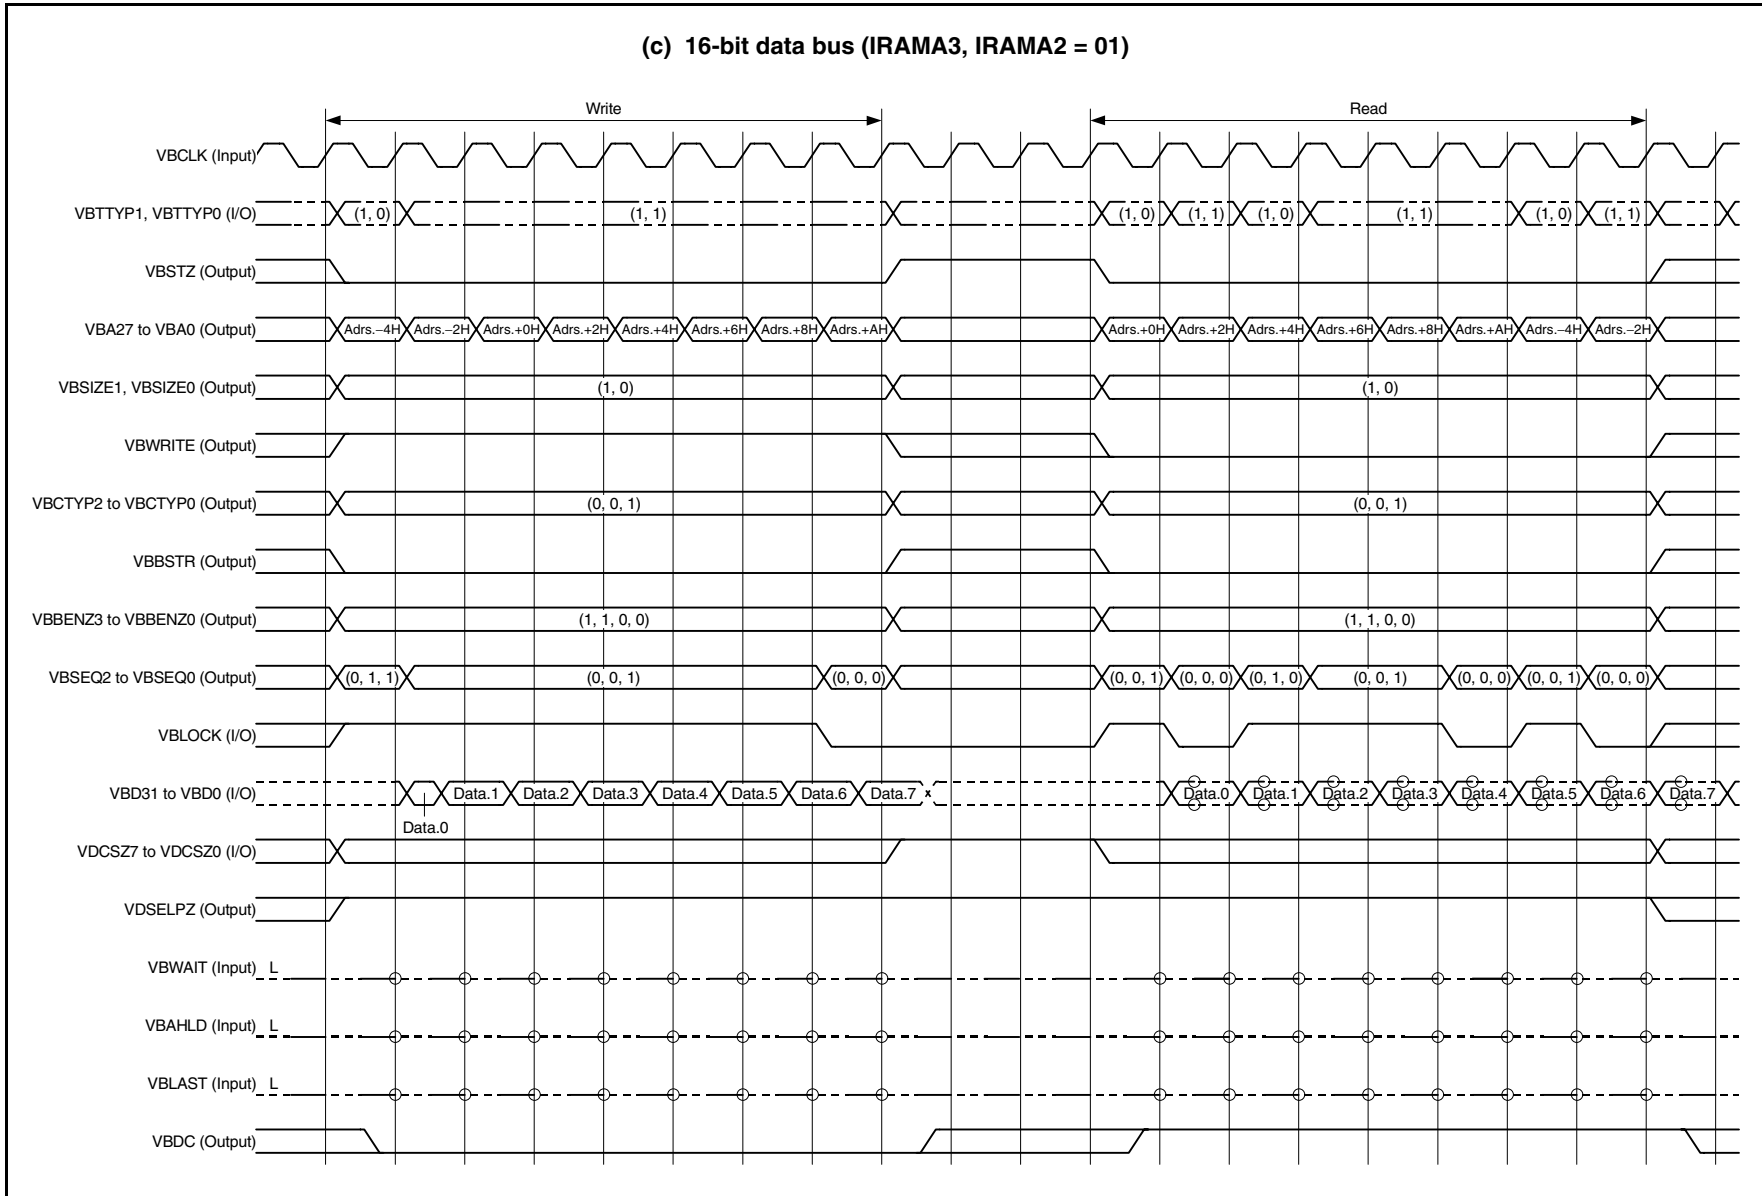 (c) 16-bit data bus (IRAMA3, IRAMA2 = 01)
Write Read
VBCLK (Input)
VBTTYP1, VBTTYP0 (I/O) (1, 0) (1, 1) (1, 0) (1, 1) (1, 0) (1, 1) (1, 0) (1, 1)
VBSTZ (Output)
VBA27 to VBA0 (Output) Adrs.−4H Adrs.−2H Adrs.+0H Adrs.+2H Adrs.+4H Adrs.+6H Adrs.+8H Adrs.+AH Adrs.+0H Adrs.+2H Adrs.+4H Adrs.+6H Adrs.+8H Adrs.+AH Adrs.−4H Adrs.−2H
VBSIZE1, VBSIZE0 (Output) (1, 0) (1, 0)
VBWRITE (Output)
VBCTYP2 to VBCTYP0 (Output) (0, 0, 1) (0, 0, 1)
VBBSTR (Output)
VBBENZ3 to VBBENZ0 (Output) (1, 1, 0, 0) (1, 1, 0, 0)
VBSEQ2 to VBSEQ0 (Output) (0, 1, 1) (0, 0, 1) (0, 0, 0) (0, 0, 1) (0, 0, 0) (0, 1, 0) (0, 0, 1) (0, 0, 0) (0, 0, 1) (0, 0, 0)
VBLOCK (I/O)
VBD31 to VBD0 (I/O) Data.1 Data.2 Data.3 Data.4 Data.5 Data.6 Data.7 Data.0 Data.1 Data.2 Data.3 Data.4 Data.5 Data.6 Data.7
Data.0
VDCSZ7 to VDCSZ0 (I/O)
VDSELPZ (Output)
VBWAIT (Input) L
VBAHLD (Input) L
VBLAST (Input) L
VBDC (Output)